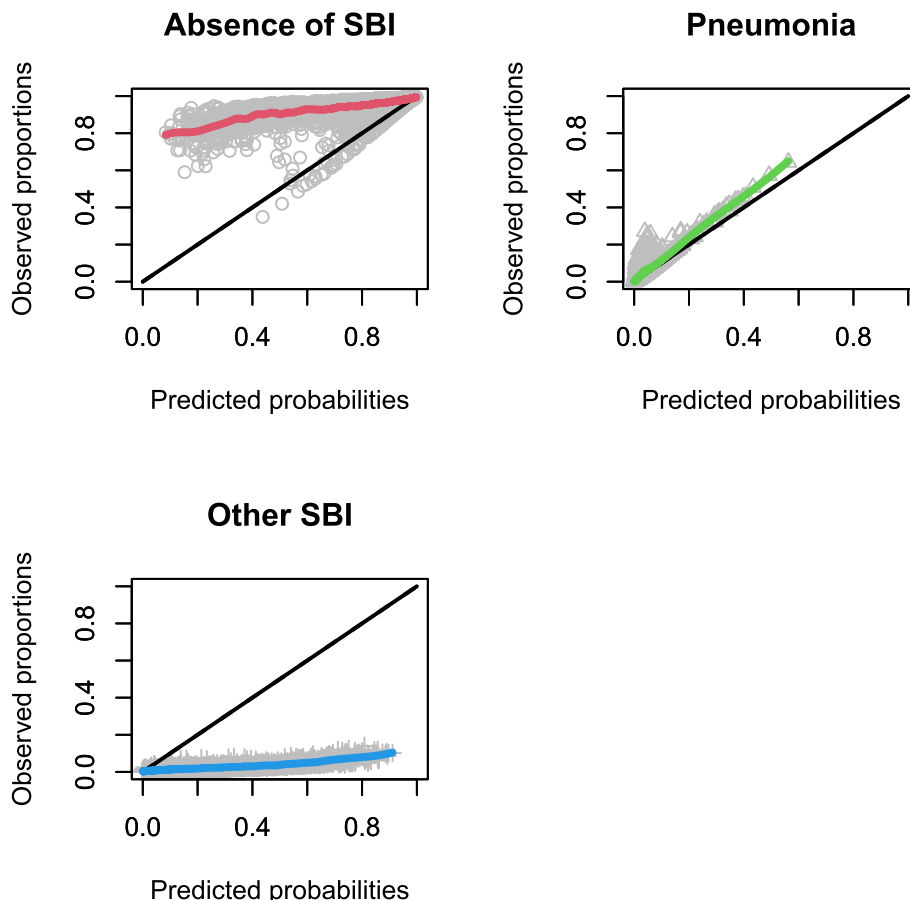 Absence of SBI
Observed proportions
0.8
0.4
0.0
0.0 0.4 0.8
Predicted probabilities
Pneumonia
Observed proportions
0.8
0.4
0.0
0.0 0.4 0.8
Predicted probabilities
Other SBI
Observed proportions
0.8
0.4
0.0
0.0 0.4 0.8
Predicted probabilities